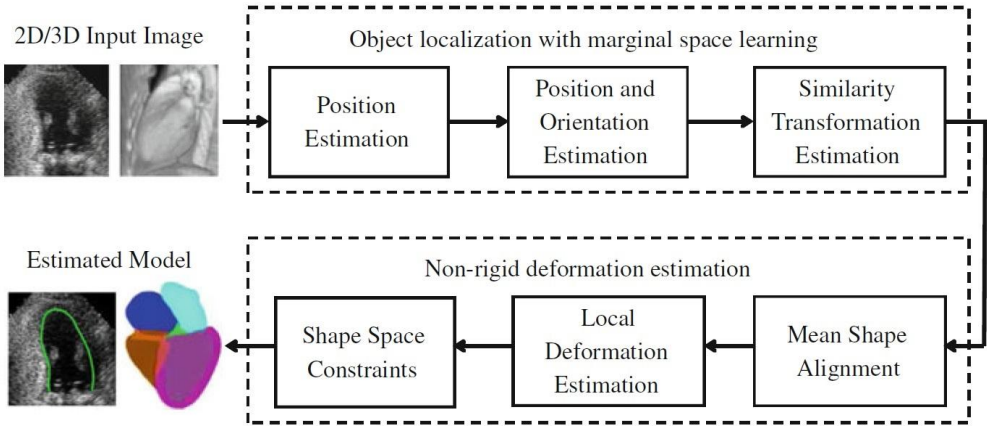 2D/3D Input Image
Object localization with marginal space learning
Position
Estimation
Position and
Orientation
Estimation
Similarity
Transformation
Estimation
Estimated Model
Non-rigid deformation estimation
Shape Space
Constraints
Local
Deformation
Estimation
Mean Shape
Alignment